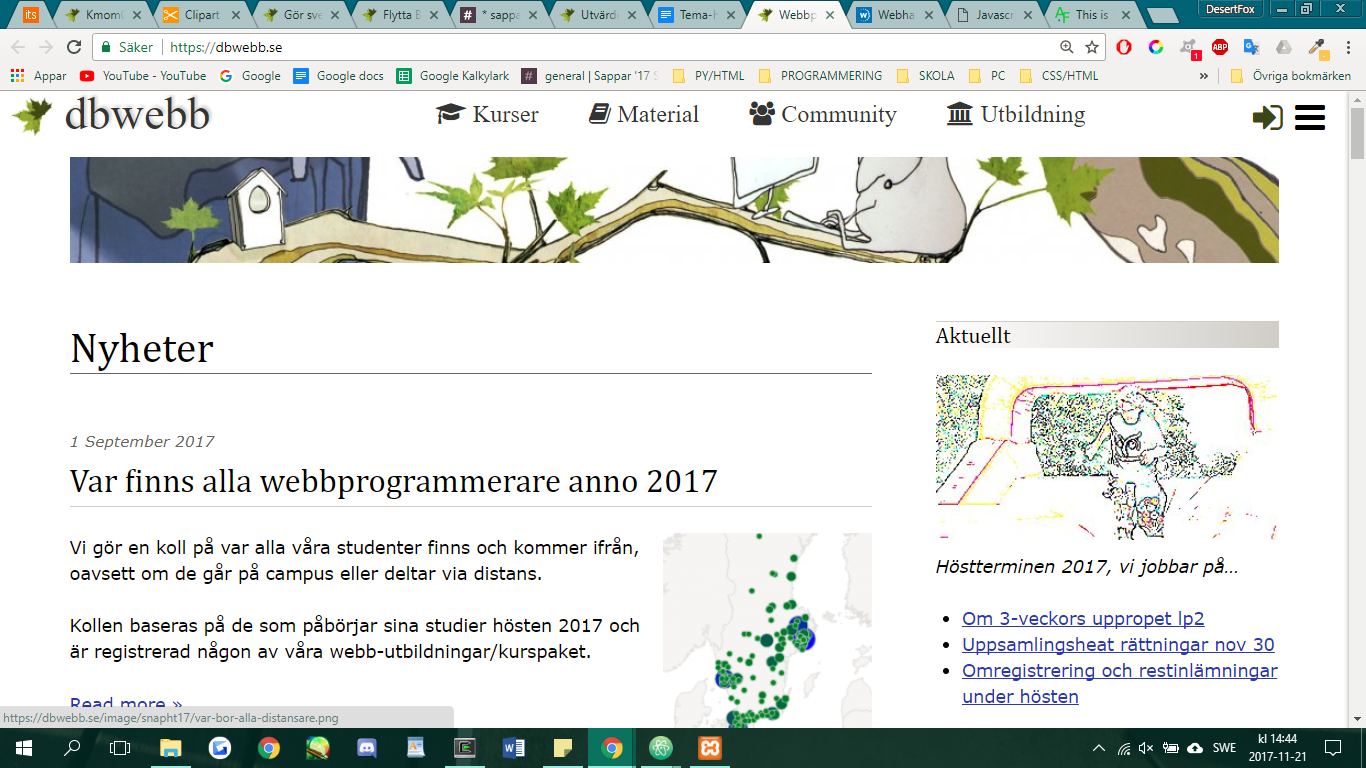 its
KmomC
Clipart
Gör sve
Flytta B
* sappa
Utvärde
Tema-h
Webbp
Webha
Javascr
This is
DesertFox
Säker
https://dbwebb.se
ABP
1
Appar
YouTube - YouTube
Google
Google docs
Google Kalkylark
general | Sappar '17 S
PY/HTML
PROGRAMMERING
SKOLA
PC
CSS/HTML
»
Övriga bokmärken
dbwebb
Kurser
Material
Community
Utbildning
Nyheter
1 September 2017
Var finns alla webbprogrammerare anno 2017
Vi gör en koll på var alla våra studenter finns och kommer ifrån,
oavsett om de går på campus eller deltar via distans.
Kollen baseras på de som påbörjar sina studier hösten 2017 och
är registrerad någon av våra webb-utbildningar/kurspaket.
Read more »
Aktuellt
Höstterminen 2017, vi jobbar på...
Om 3-veckors uppropet lp2
Uppsamlingsheat rättningar nov 30
Omregistrering och restinlämningar
under hösten
https://dbwebb.se/image/snapht17/var-bor-alla-distansare.png
SWE
kl 14:44
2017-11-21